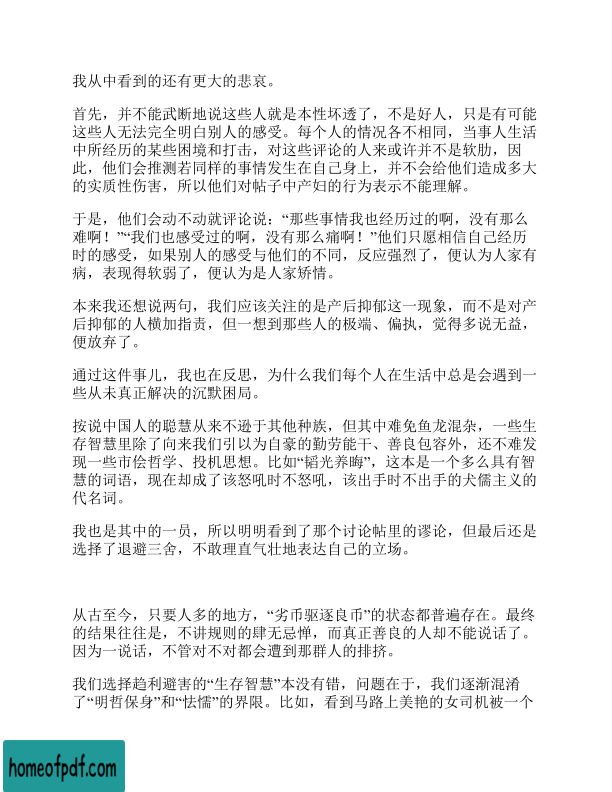 我从中看到的还有更大的悲哀。
首先，并不能武断地说这些人就是本性坏透了，不是好人，只是有可能
这些人无法完全明白别人的感受。每个人的情况各不相同，当事人生活
中所经历的某些困境和打击，对这些评论的人来或许并不是软肋，因
此，他们会推测若同样的事情发生在自己身上，并不会给他们造成多大
的实质性伤害，所以他们对帖子中产妇的行为表示不能理解。
于是，他们会动不动就评论说：“那些事情我也经历过的啊，没有那么
难啊！”“我们也感受过的啊，没有那么痛啊！”他们只愿相信自己经历
时的感受，如果别人的感受与他们的不同，反应强烈了，便认为人家有
病，表现得软弱了，便认为是人家矫情。
本来我还想说两句，我们应该关注的是产后抑郁这一现象，而不是对产
后抑郁的人横加指责，但一想到那些人的极端、偏执，觉得多说无益，
便放弃了。
通过这件事儿，我也在反思，为什么我们每个人在生活中总是会遇到一
些从未真正解决的沉默困局。
按说中国人的聪慧从来不逊于其他种族，但其中难免鱼龙混杂，一些生
存智慧里除了向来我们引以为自豪的勤劳能干、善良包容外，还不难发
现一些市侩哲学、投机思想。比如“韬光养晦”，这本是一个多么具有智
慧的词语，现在却成了该怒吼时不怒吼，该出手时不出手的犬儒主义的
代名词。
我也是其中的一员，所以明明看到了那个讨论帖里的谬论，但最后还是
选择了退避三舍，不敢理直气壮地表达自己的立场。
从古至今，只要人多的地方，“劣币驱逐良币”的状态都普遍存在。最终
的结果往往是，不讲规则的肆无忌惮，而真正善良的人却不能说话了。
因为一说话，不管对不对都会遭到那群人的排挤。
我们选择趋利避害的“生存智慧”本没有错，问题在于，我们逐渐混淆
了“明哲保身”和“怯懦”的界限。比如，看到马路上美艳的女司机被一个
homeofpdf.com